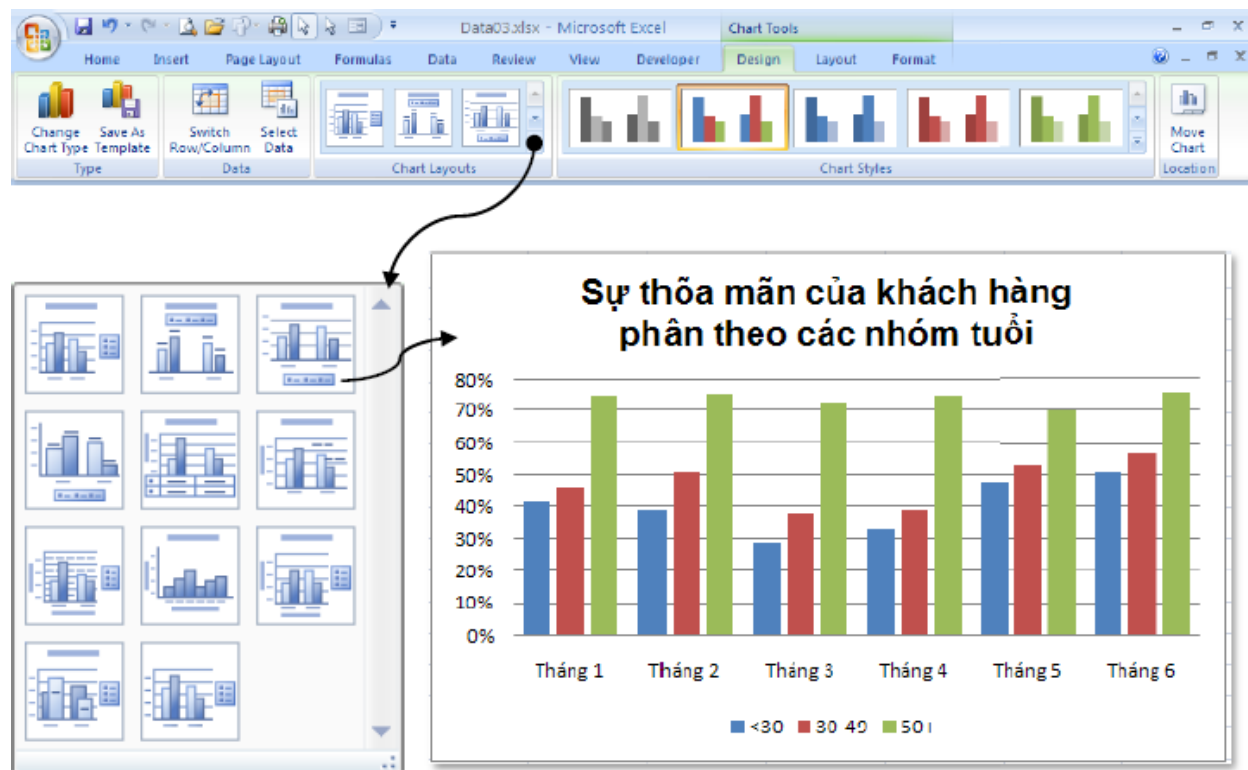 Data03.xlsx - Microsoft Excel
Chart Tools
Home Insert Page Layout Formulas Data Review View Developer Design Layout Format
Change Chart Type
Save As Template
Switch Row/Column
Select Data
Move Chart
Type
Data
Chart Layouts
Chart Styles
Location
Sự thõa mãn của khách hàng
phân theo các nhóm tuổi
80%
70%
60%
50%
40%
30%
20%
10%
0%
Tháng 1 Tháng 2 Tháng 3 Tháng 4 Tháng 5 Tháng 6
<30 30-49 50+